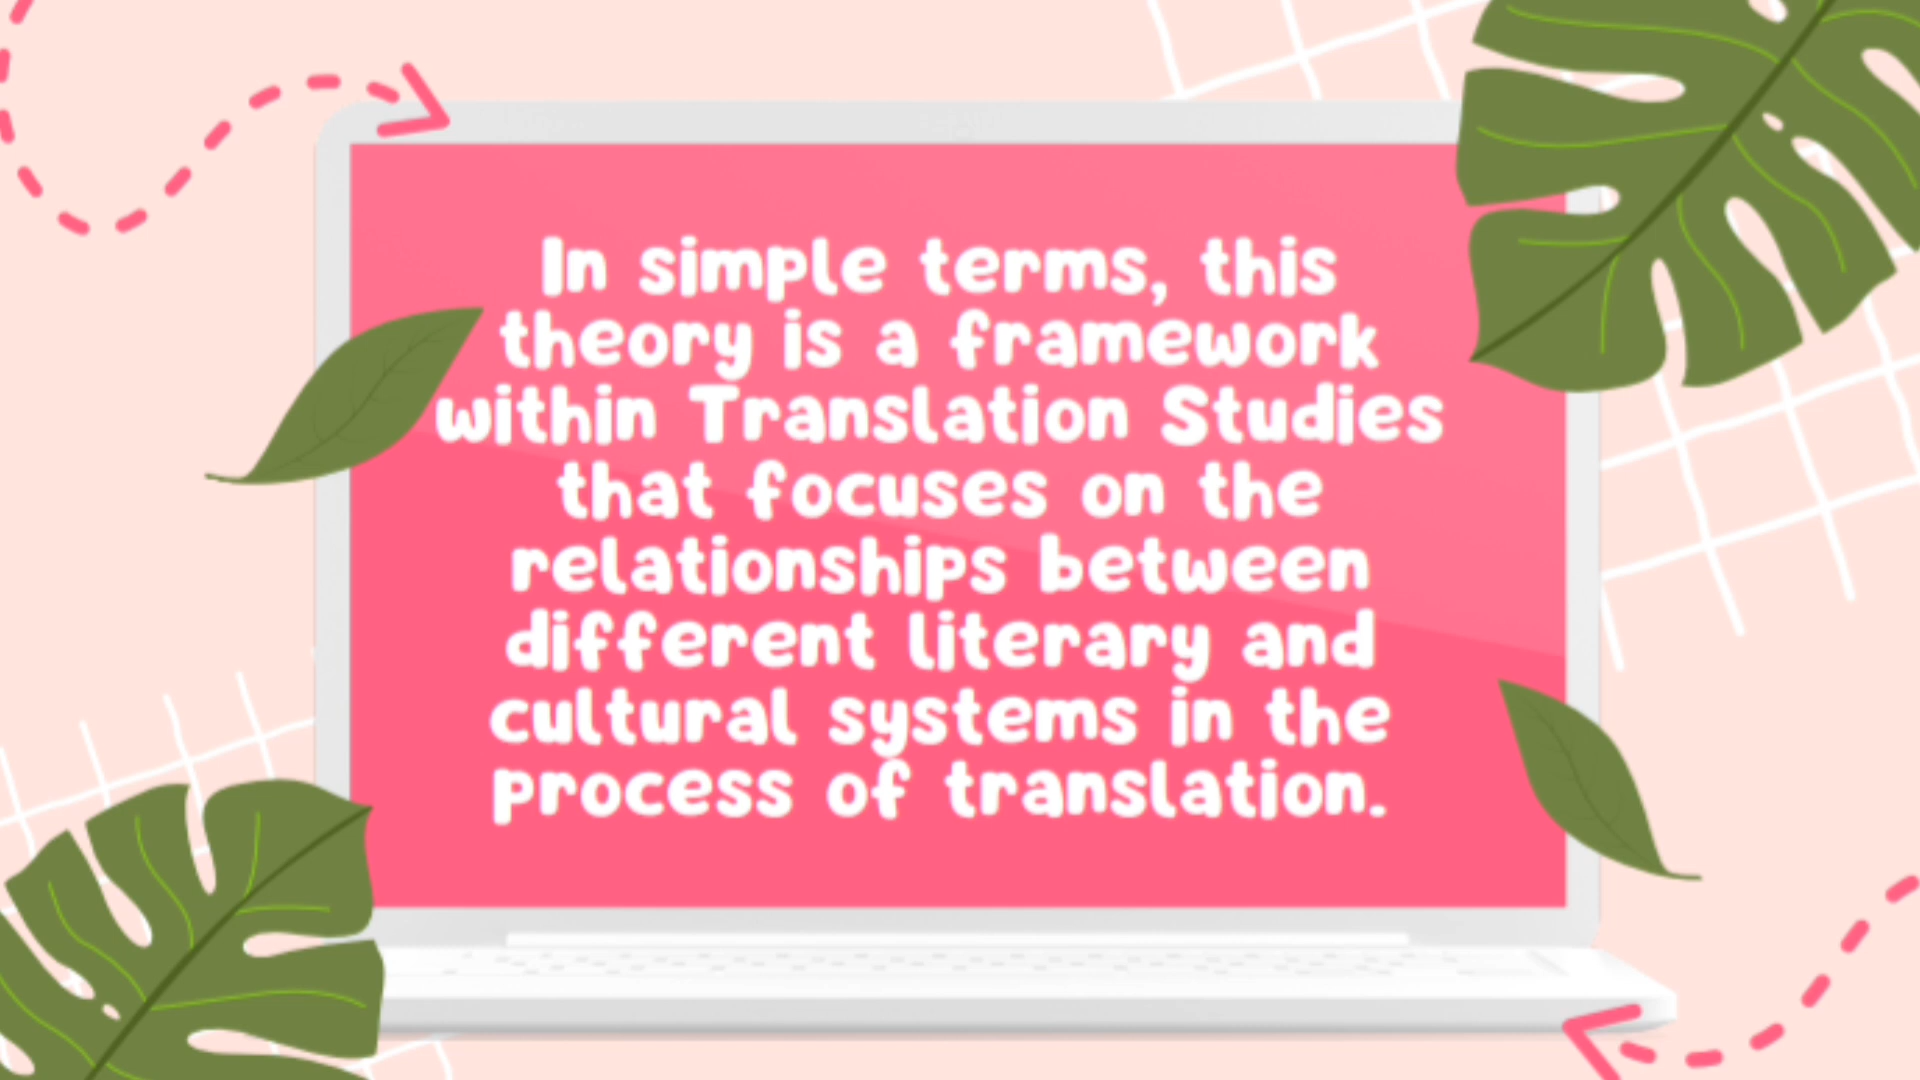 In simple terms, this
theory is a framework
within Translation Studies
that focuses on the
relationships between
different literary and
cultural systems in the
process of translation.